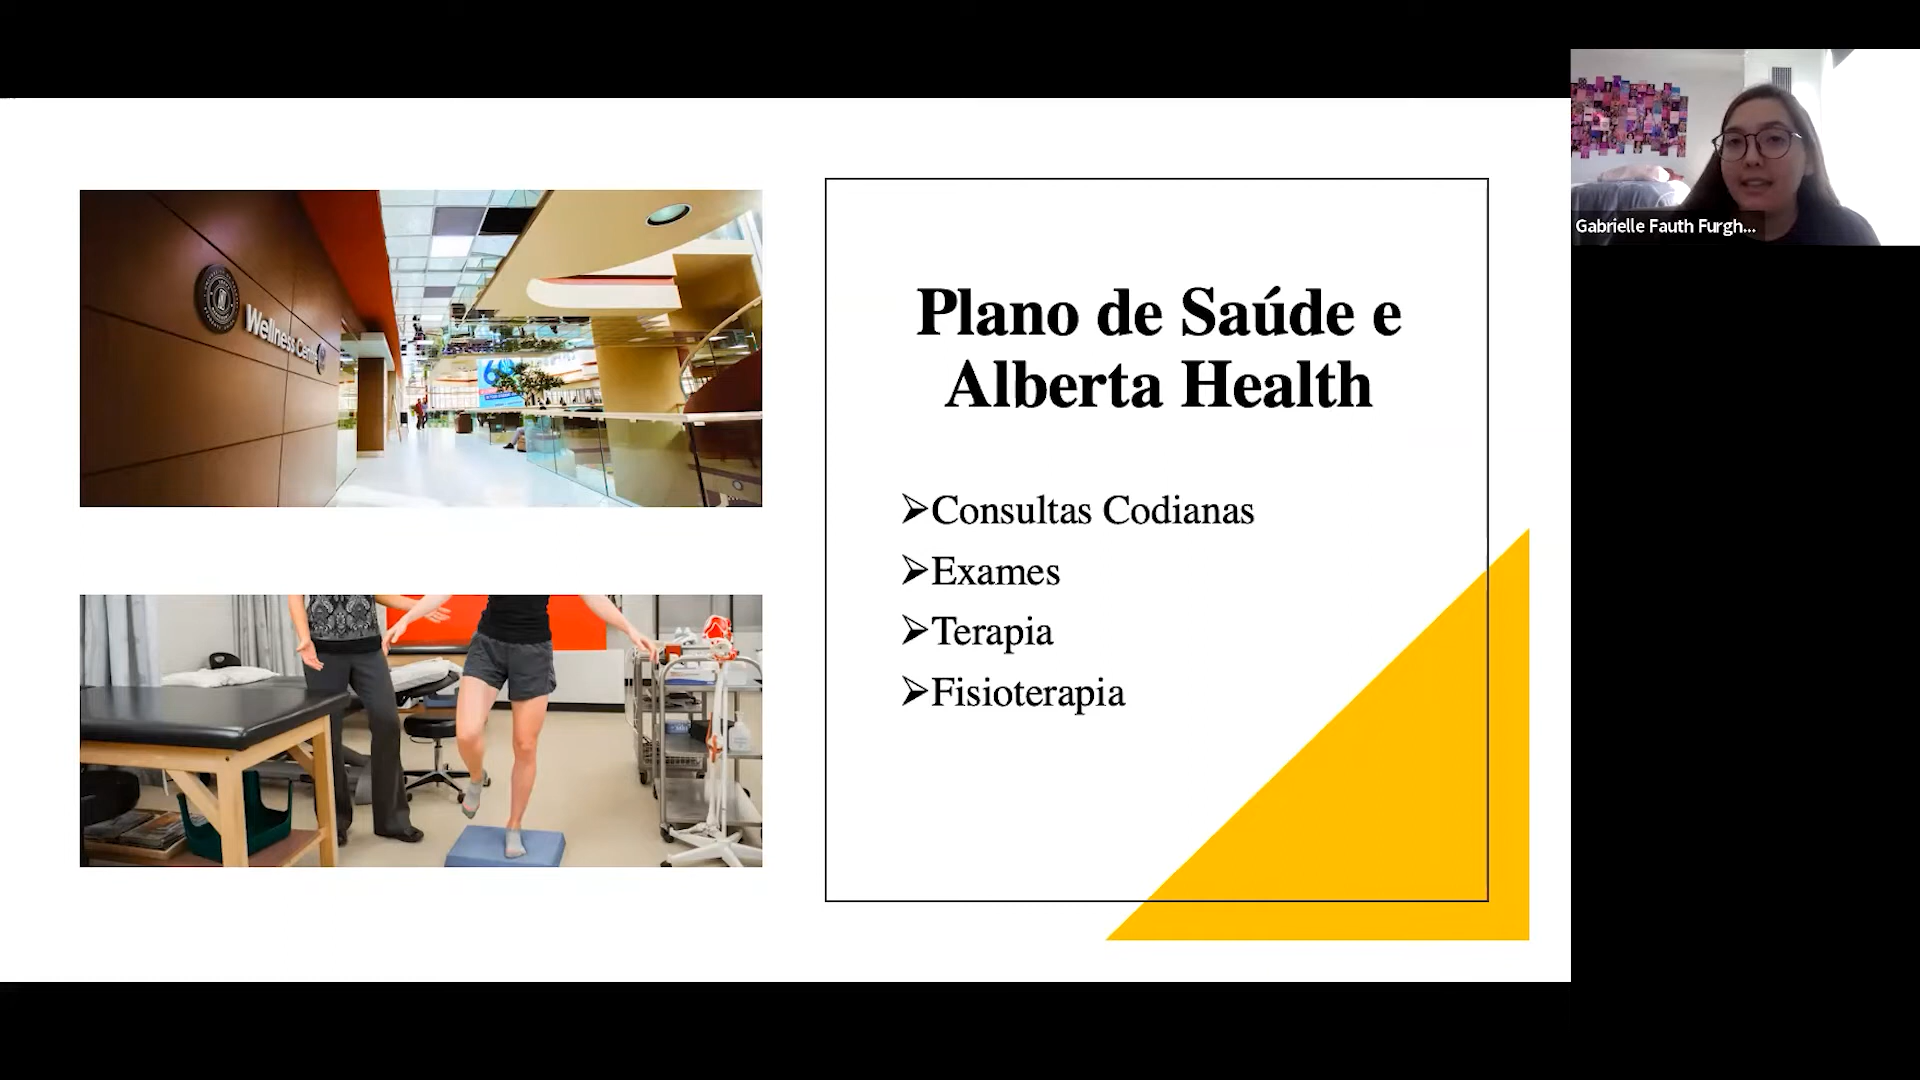 Wellness Centre
Plano de Saúde e
Alberta Health
➢Consultas Codianas
➢Exames
➢Terapia
➢Fisioterapia
Gabrielle Fauth Furgh...